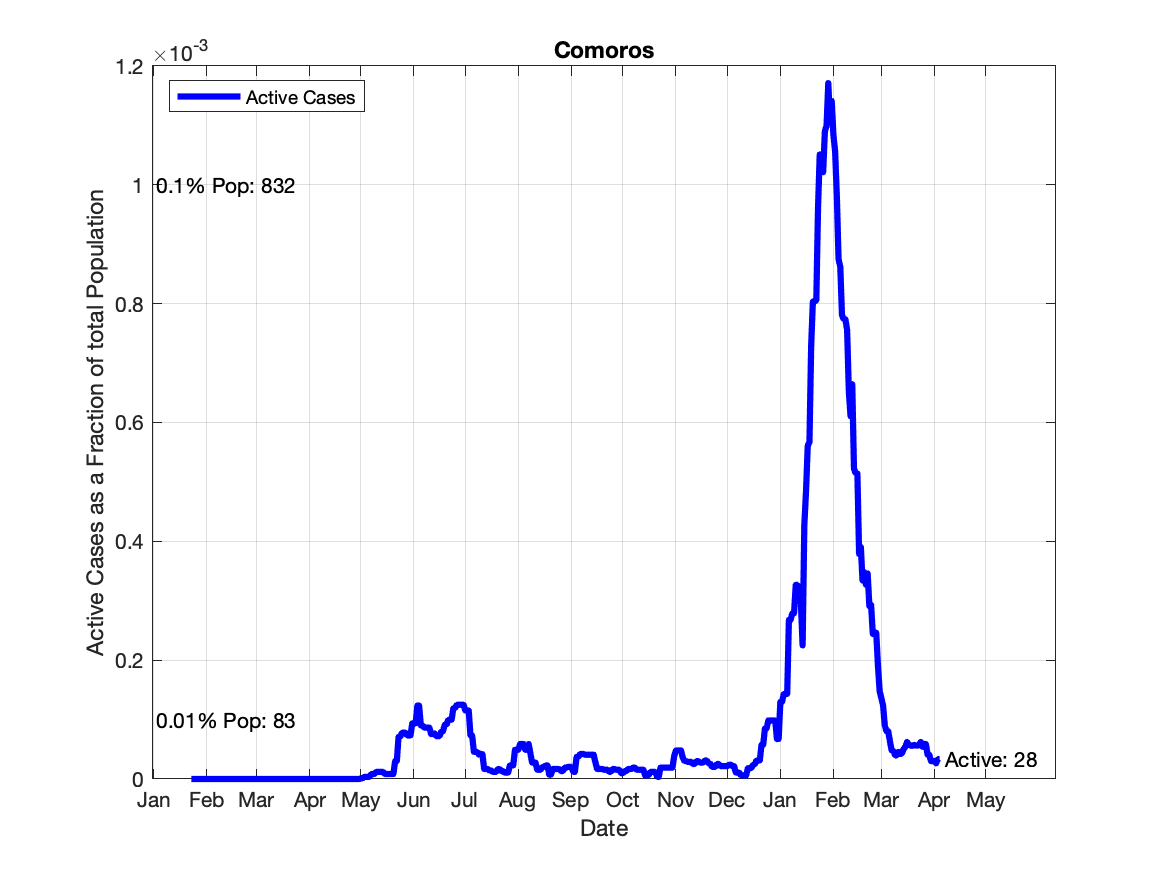 Comoros
×10-3
1.2
1
0.8
0.6
0.4
0.2
0
Active Cases as a Fraction of total Population
Active Cases
0.1% Pop: 832
0.01% Pop: 83
Active: 28
Jan Feb Mar Apr May Jun Jul Aug Sep Oct Nov Dec Jan Feb Mar Apr May
Date